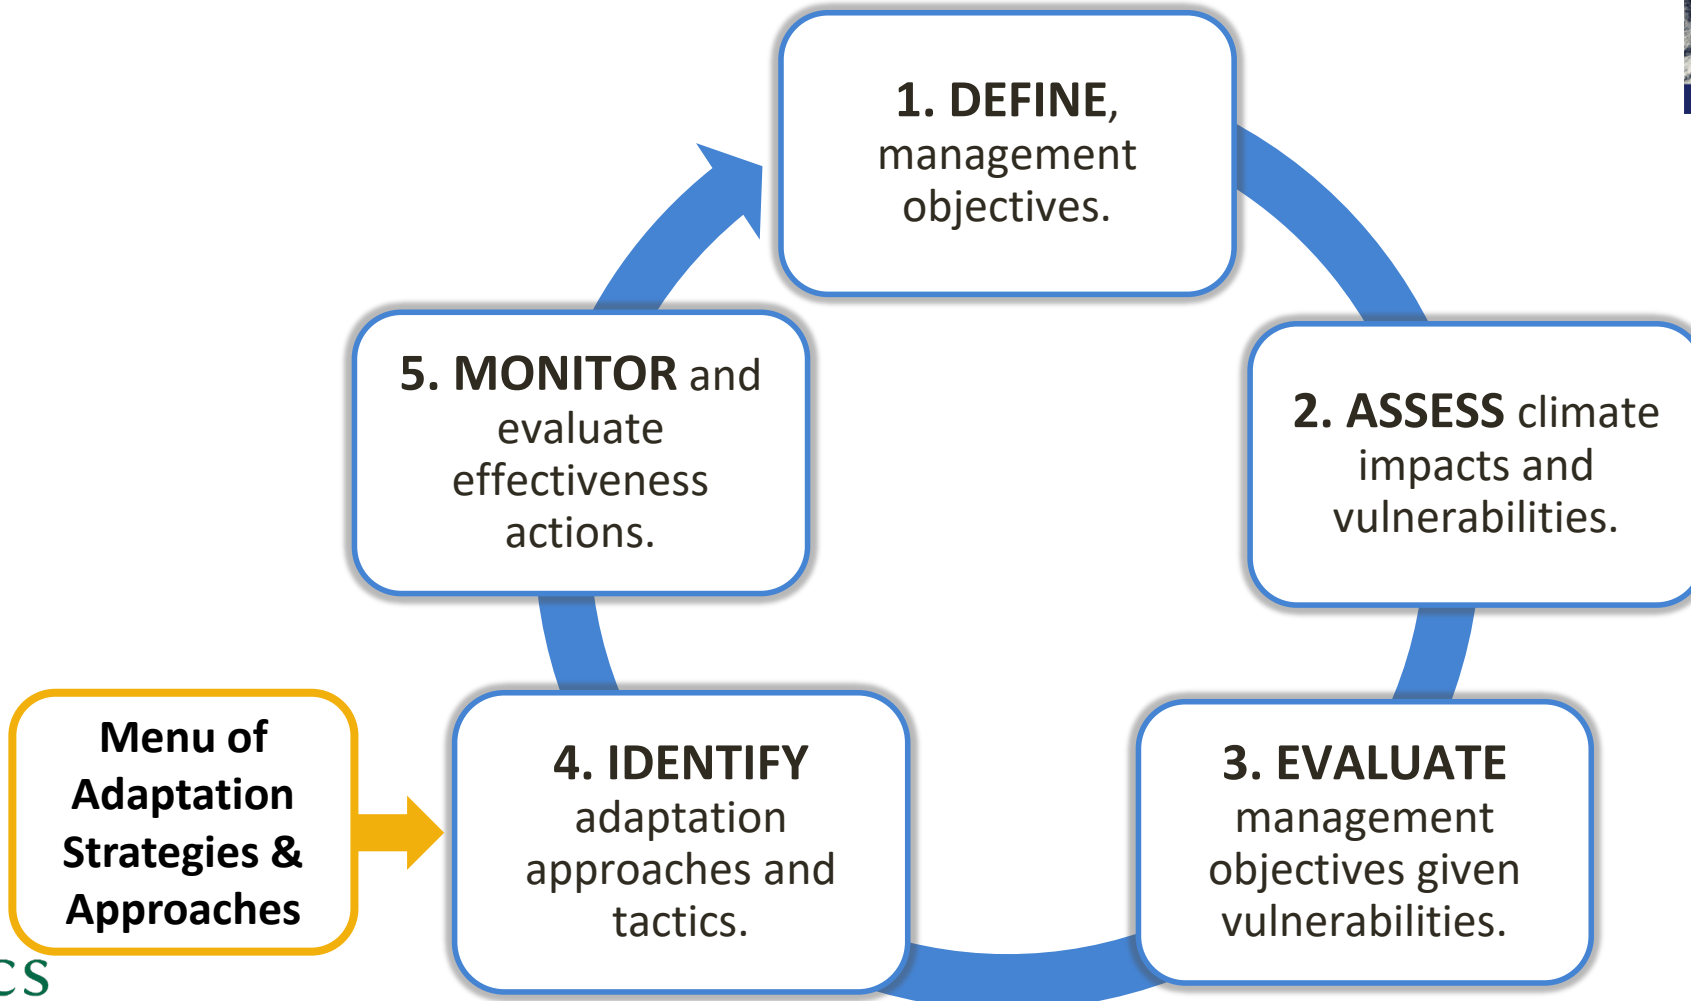 1. DEFINE,
management
objectives.
2. ASSESS climate
impacts and
vulnerabilities.
3. EVALUATE
management
objectives given
vulnerabilities.
4. IDENTIFY
adaptation
approaches and
tactics.
5. MONITOR and
evaluate
effectiveness
actions.
Menu of
Adaptation
Strategies &
Approaches